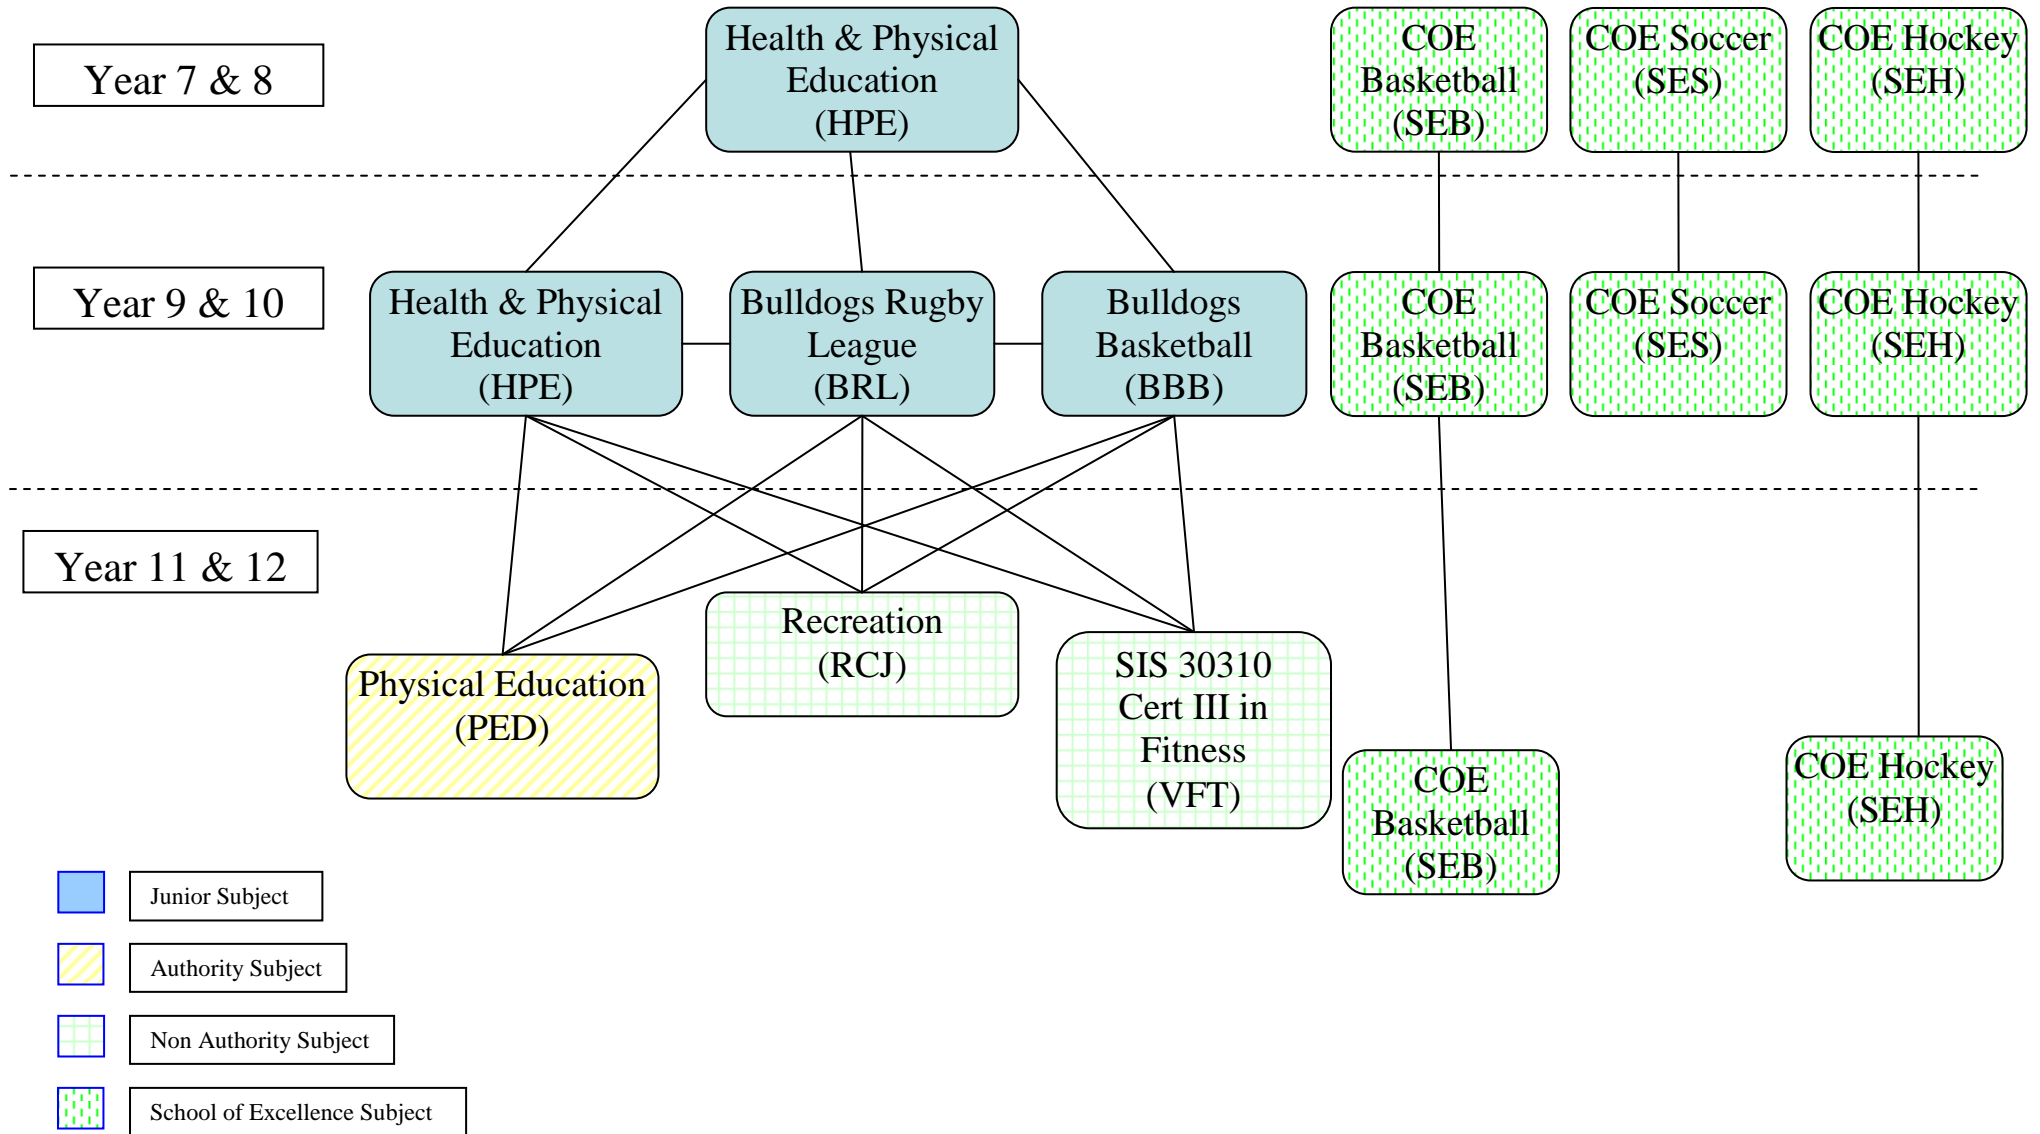 Year 7 & 8
Health & Physical
Education
(HPE)
COE
Basketball
(SEB)
COE Soccer
(SES)
COE Hockey
(SEH)
Year 9 & 10
Health & Physical
Education
(HPE)
Bulldogs Rugby
League
(BRL)
Bulldogs
Basketball
(BBB)
COE
Basketball
(SEB)
COE Soccer
(SES)
COE Hockey
(SEH)
Year 11 & 12
Physical Education
(PED)
Recreation
(RCJ)
SIS 30310
Cert III in
Fitness
(VFT)
COE
Basketball
(SEB)
COE Hockey
(SEH)
Junior Subject
Authority Subject
Non Authority Subject
School of Excellence Subject